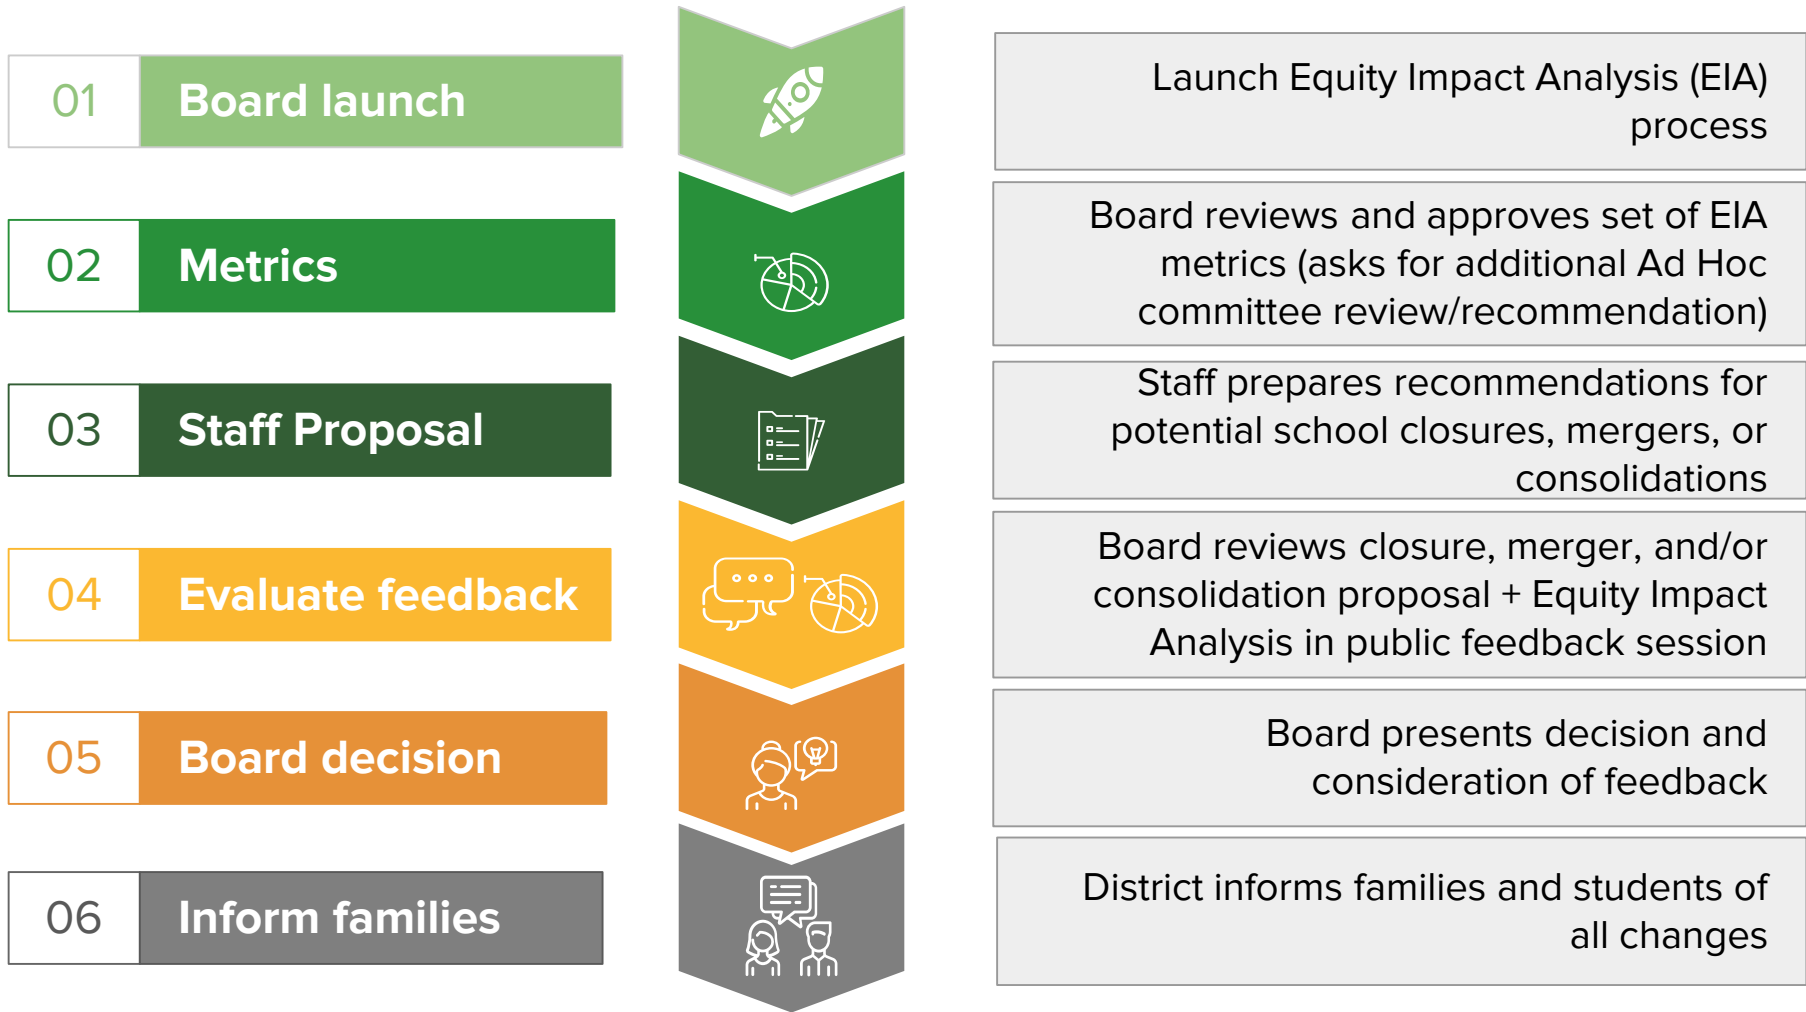 01
Board launch
Launch Equity Impact Analysis (EIA)
process
02
Metrics
Board reviews and approves set of EIA
metrics (asks for additional Ad Hoc
committee review/recommendation)
03
Staff Proposal
Staff prepares recommendations for
potential school closures, mergers, or
consolidations
04
Evaluate feedback
Board reviews closure, merger, and/or
consolidation proposal + Equity Impact
Analysis in public feedback session
05
Board decision
Board presents decision and
consideration of feedback
06
Inform families
District informs families and students of
all changes